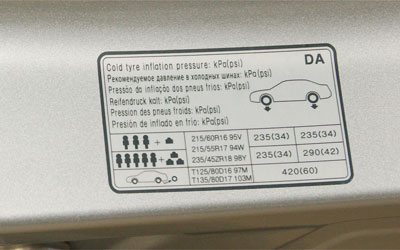 Cold tyre inflation pressure: kPa(psi) DA
Рекомендуемое давление в холодных шинах: кРа(psi)
Pressão da inflação dos pneus frios: kPa(psi)
Reifendruck kalt: kPa(psi)
Pression des pneus froids: kPa(psi)
Presión de inflado en frio: kPa(psi)
215/60R16 95V 235(34) 235(34)
215/55R17 94W
235/45ZR18 98Y 235(34) 290(42)
T125/80D16 97M 420(60)
T135/80D17 103M